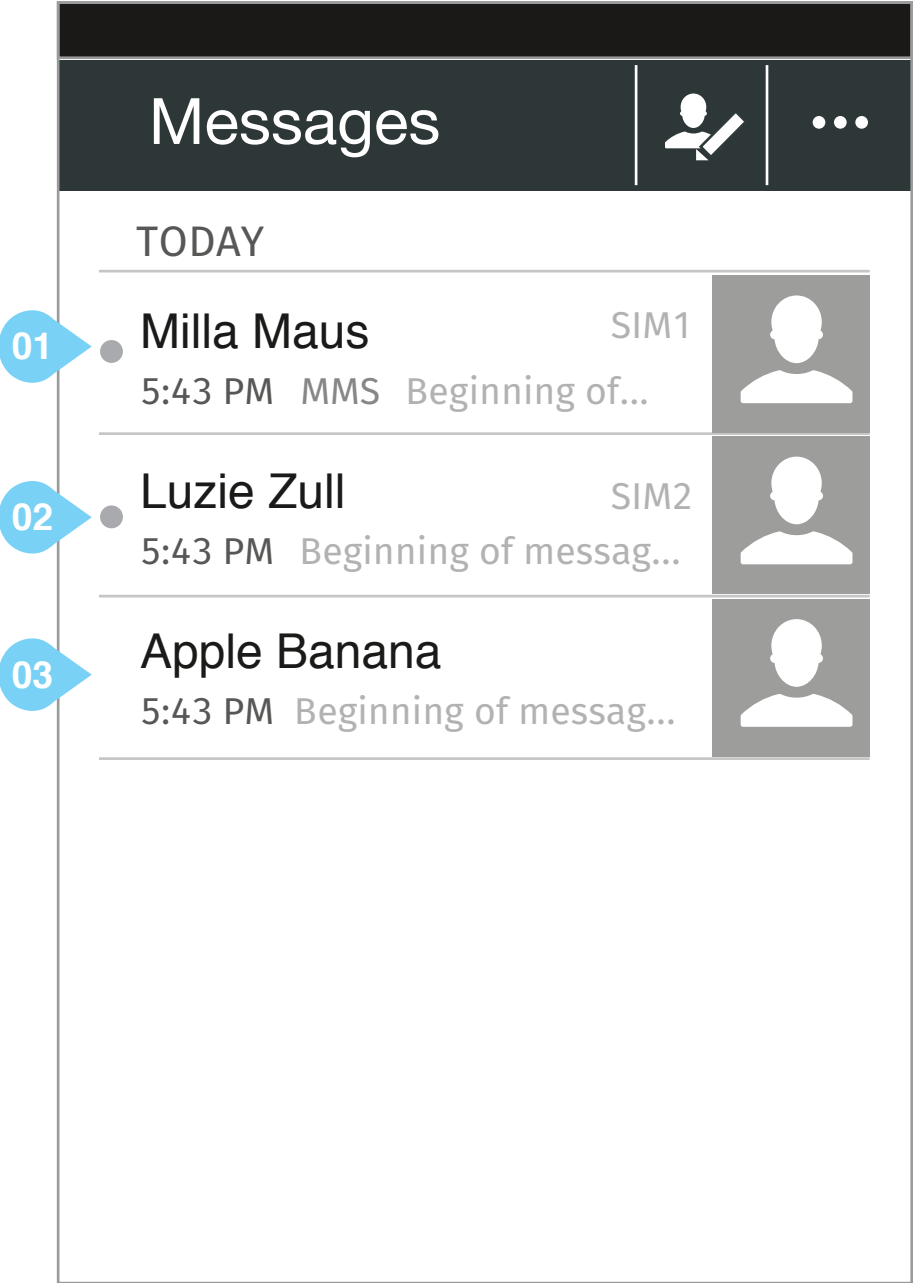 Messages
TODAY
01
Milla Maus SIM1
5:43 PM MMS Beginning of...
02
Luzie Zull SIM2
5:43 PM Beginning of messag...
03
Apple Banana
5:43 PM Beginning of messag...